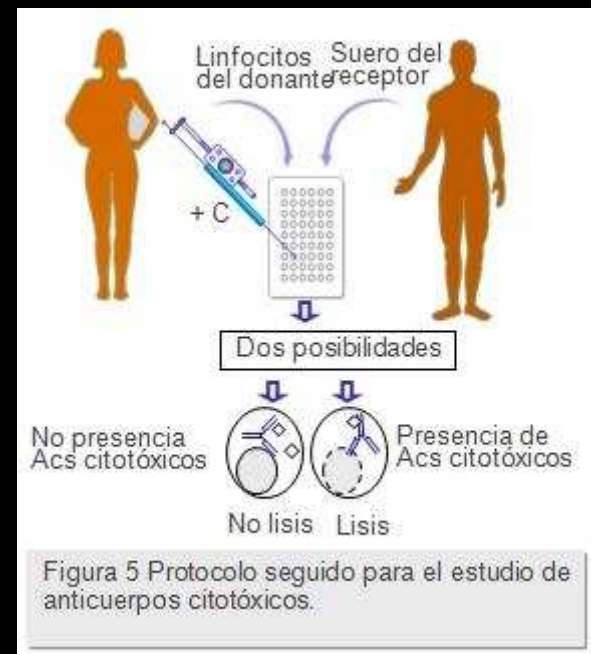 Linfocitos
del donante
Suero del
receptor
+ C
Dos posibilidades
No presencia
Acs citotóxicos
Presencia de
Acs citotóxicos
No lisis
Lisis
Figura 5 Protocolo seguido para el estudio de
anticuerpos citotóxicos.